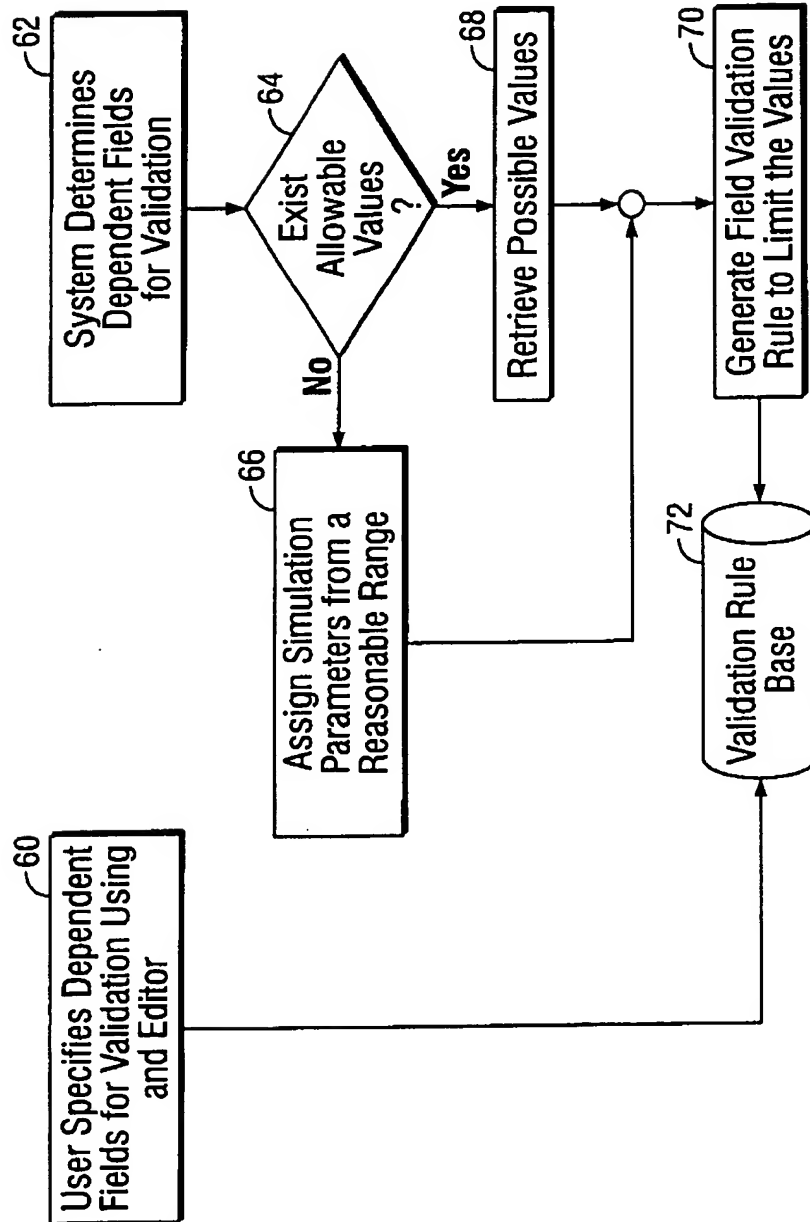 60
User Specifies Dependent
Fields for Validation Using
and Editor
62
System Determines
Dependent Fields
for Validation
64
Exist
Allowable
Values
?
No
Yes
66
Assign Simulation
Parameters from a
Reasonable Range
68
Retrieve Possible Values
70
Generate Field Validation
Rule to Limit the Values
72
Validation Rule
Base